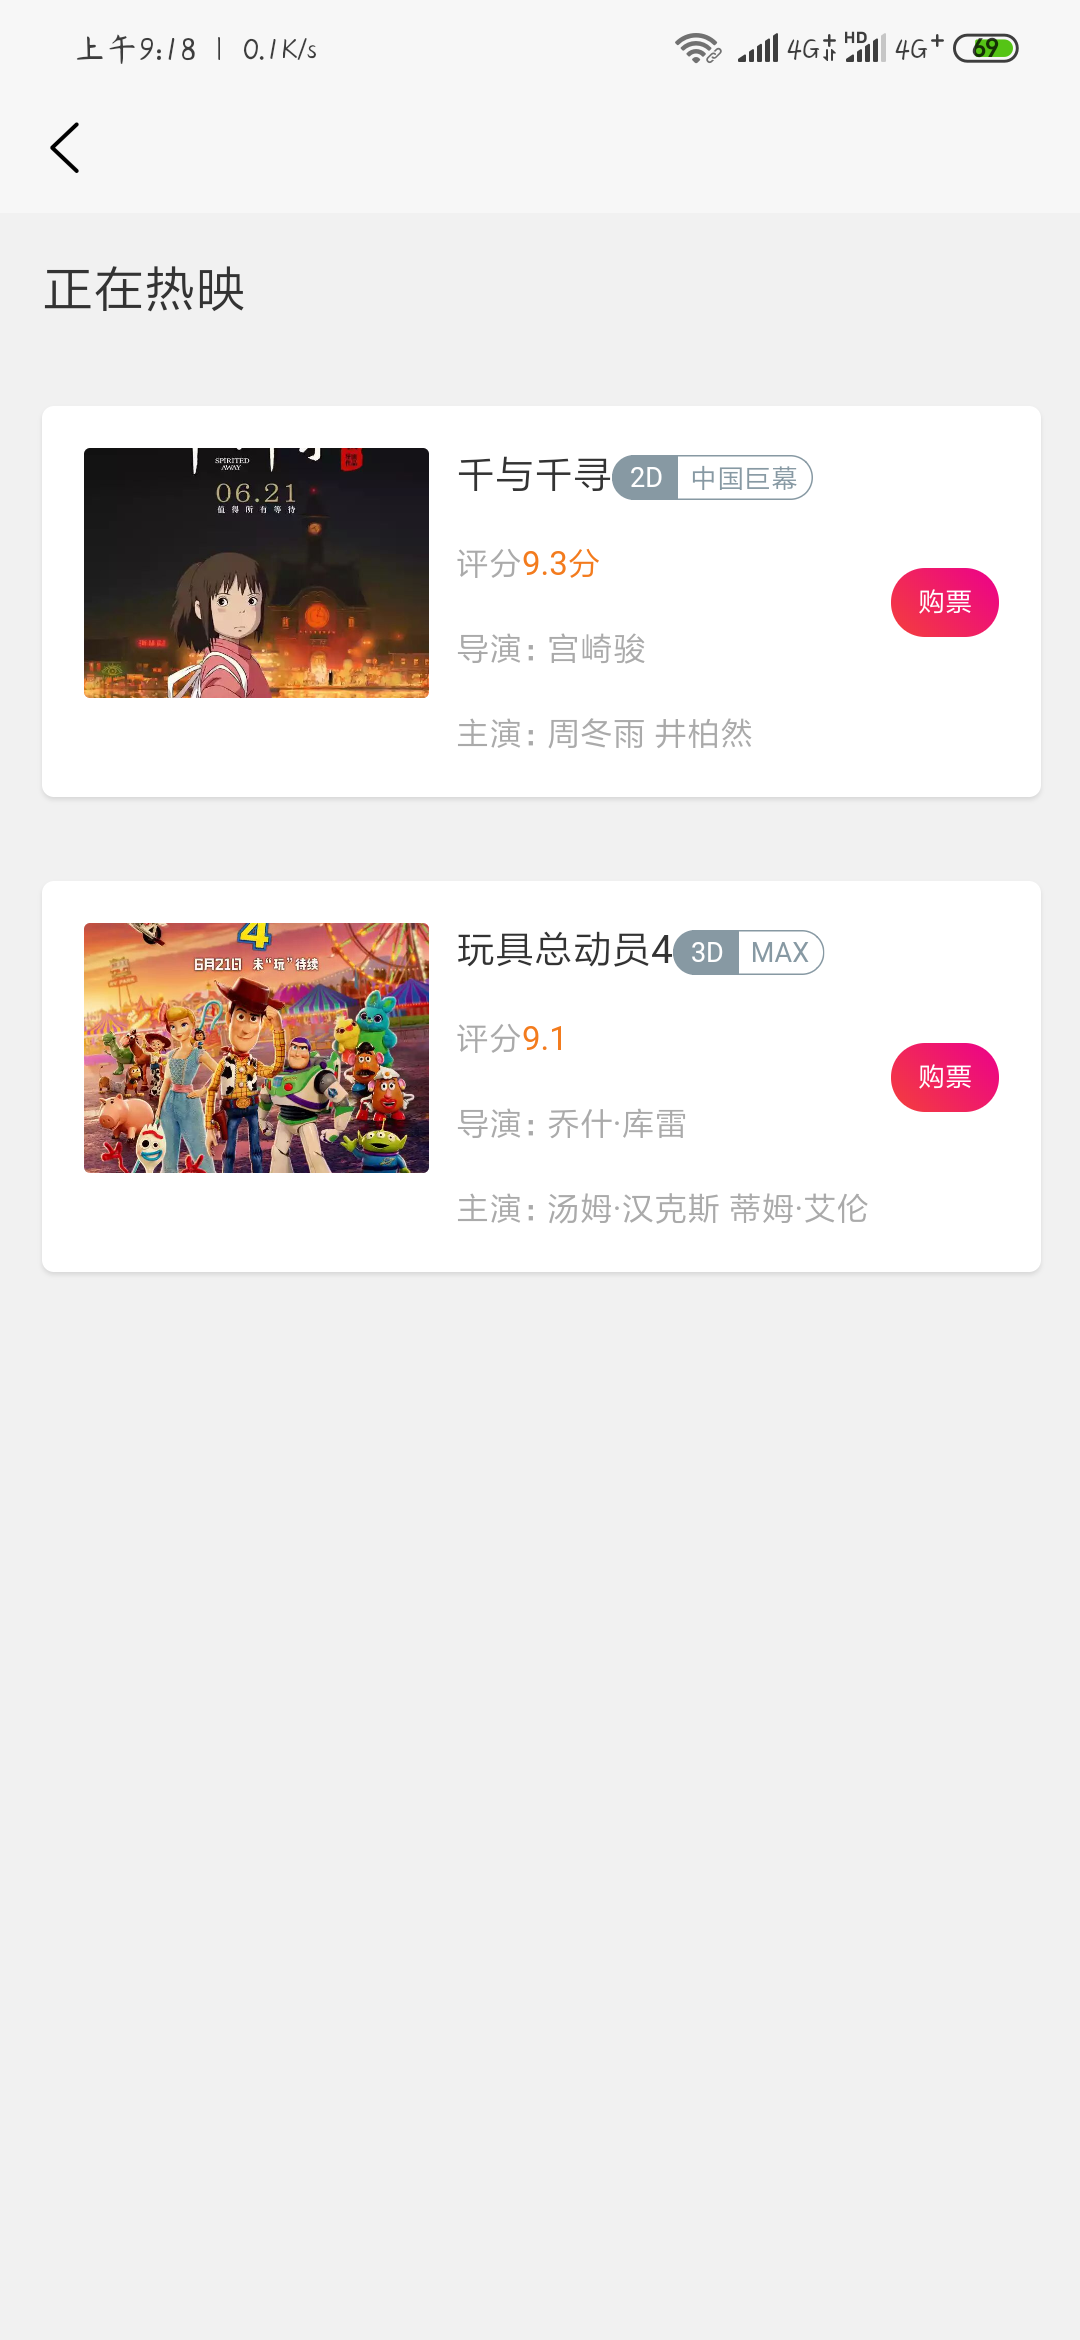 上午9:18 | 0.1K/s 4G+ HD 4G+ 69
正在热映
SPIRITED
AWAY
06.21
值得所有等待
千与千寻 2D 中国巨幕
评分9.3分
导演: 宫崎骏
主演: 周冬雨 井柏然
购票
4
6月21日 未“玩”待续
玩具总动员4 3D MAX
评分9.1
导演: 乔什·库雷
主演: 汤姆·汉克斯 蒂姆·艾伦
购票